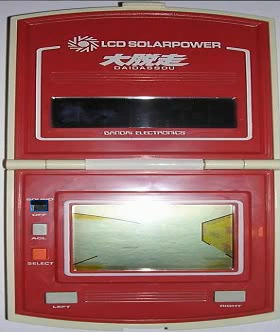 LCD SOLARPOWER
大脱走
DAIDASSOU
BANDAI ELECTRONICS
OFF
ACL
SELECT
LEFT
RIGHT